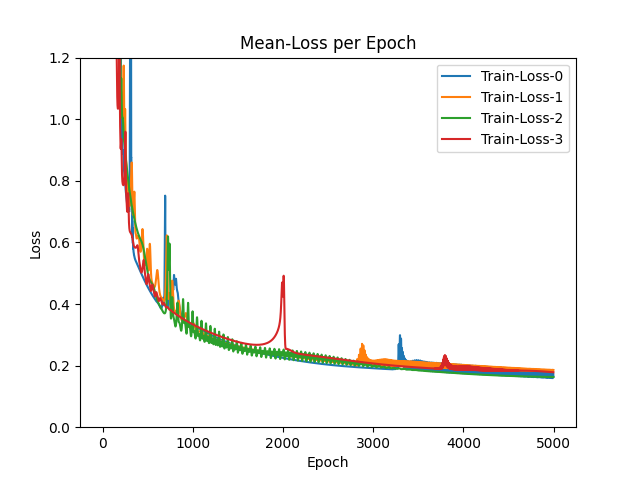 Mean-Loss per Epoch
Train-Loss-0
Train-Loss-1
Train-Loss-2
Train-Loss-3
Loss
1.2
1.0
0.8
0.6
0.4
0.2
0.0
0 1000 2000 3000 4000 5000
Epoch